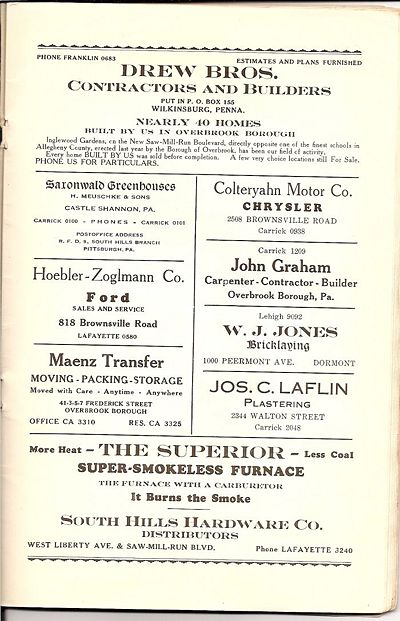 PHONE FRANKLIN 0683
ESTIMATES AND PLANS FURNISHED
DREW BROS.
CONTRACTORS AND BUILDERS
PUT IN P. O. BOX 155
WILKINSBURG, PENNA.
NEARLY 40 HOMES
BUILT BY US IN OVERBROOK BOROUGH
Inglewood Gardens, on the New Saw-Mill-Run Boulevard, directly opposite one of the finest schools in
Allegheny County, erected last year by the Borough of Overbrook, has been our field of activity.
Every home BUILT BY US was sold before completion. A few very choice locations still For Sale.
PHONE US FOR PARTICULARS.
Saxonwald Greenhouses
H. MEUSCHKE & SONS
CASTLE SHANNON, PA.
CARRICK 0100 - PHONES - CARRICK 0101
POSTOFFICE ADDRESS
R. F. D. 9, SOUTH HILLS BRANCH
PITTSBURGH, PA.
Hoebler-Zoglmann Co.
Ford
SALES AND SERVICE
818 Brownsville Road
LAFAYETTE 0580
Maenz Transfer
MOVING - PACKING - STORAGE
Moved with Care - Anytime - Anywhere
41-3-5-7 FREDERICK STREET
OVERBROOK BOROUGH
OFFICE CA 3310 RES. CA 3325
Colteryahn Motor Co.
CHRYSLER
2508 BROWNSVILLE ROAD
Carrick 0938
Carrick 1209
John Graham
Carpenter - Contractor - Builder
Overbrook Borough, Pa.
Lehigh 9092
W. J. JONES
Bricklaying
1000 PEERMONT AVE. DORMONT
JOS. C. LAFLIN
PLASTERING
2344 WALTON STREET
Carrick 2048
More Heat - THE SUPERIOR - Less Coal
SUPER-SMOKELESS FURNACE
THE FURNACE WITH A CARBURETOR
It Burns the Smoke
SOUTH HILLS HARDWARE CO.
DISTRIBUTORS
WEST LIBERTY AVE. & SAW-MILL-RUN BLVD. Phone LAFAYETTE 3240